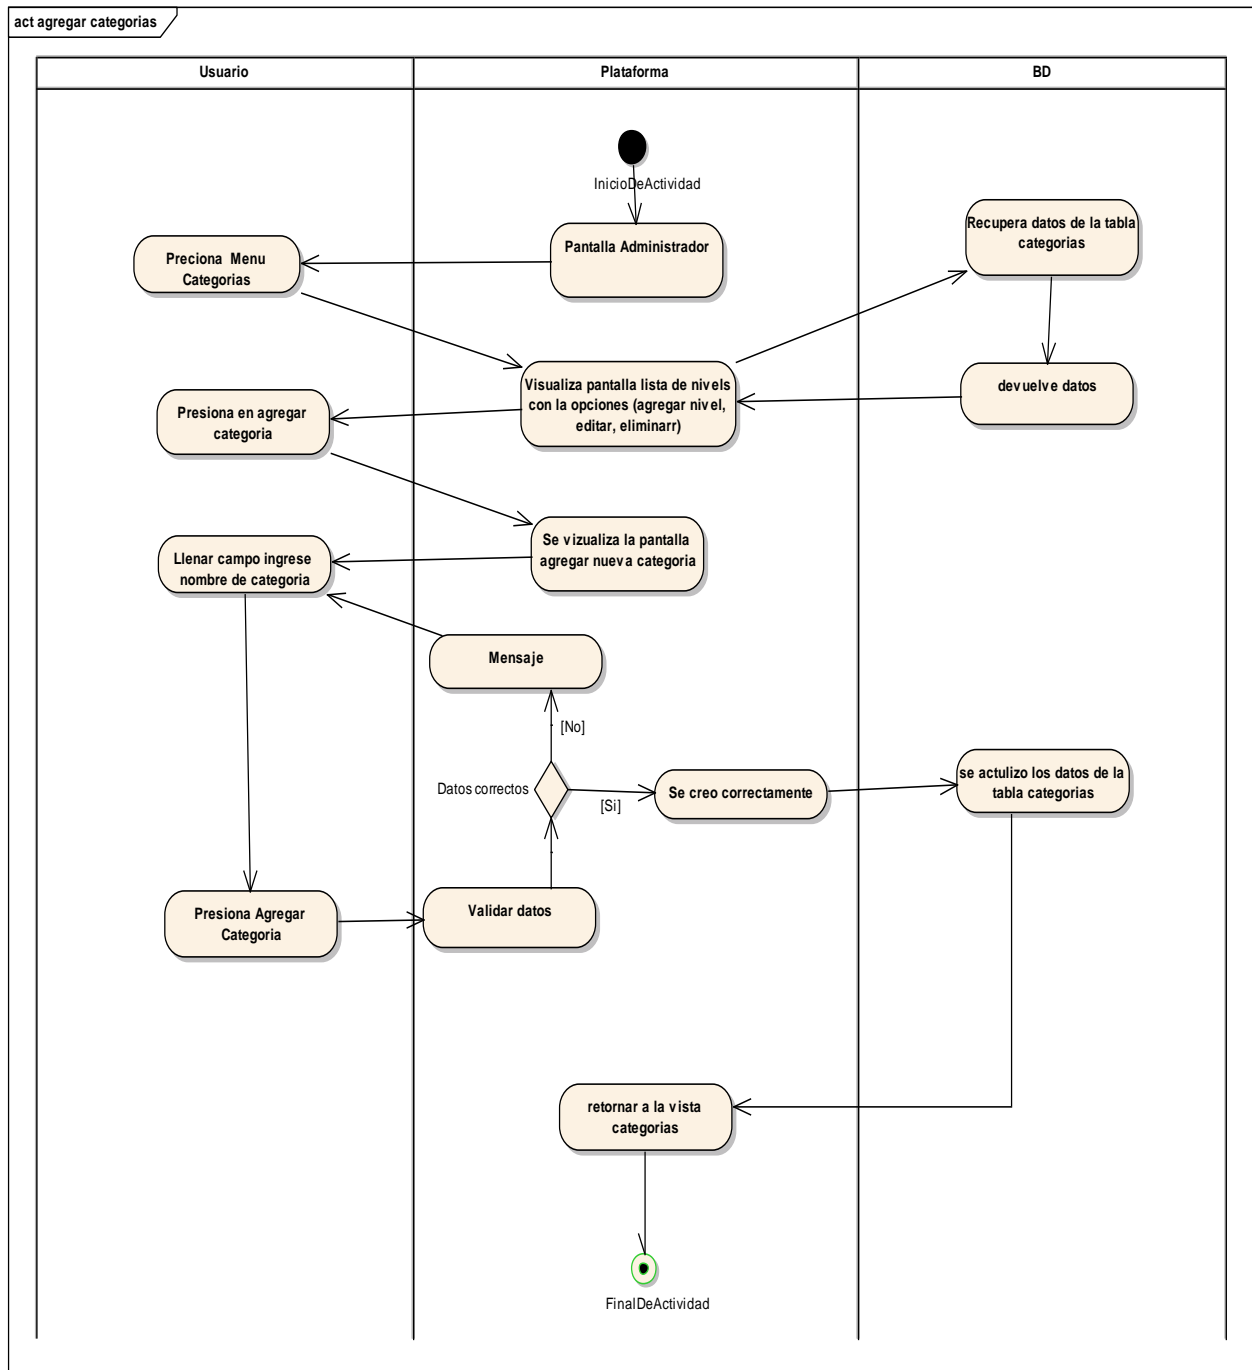 act agregar categorias
Usuario
Plataforma
BD
InicioDeActividad
Pantalla Administrador
Recupera datos de la tabla
categorias
Preciona Menu
Categorias
Visualiza pantalla lista de nivels
con la opciones (agregar nivel,
editar, eliminarr)
devuelve datos
Presiona en agregar
categoria
Se vizualiza la pantalla
agregar nueva categoria
Llenar campo ingrese
nombre de categoria
Mensaje
[No]
Datos correctos
[Si]
Se creo correctamente
se actulizo los datos de la
tabla categorias
Presiona Agregar
Categoria
Validar datos
retornar a la vista
categorias
FinalDeActividad